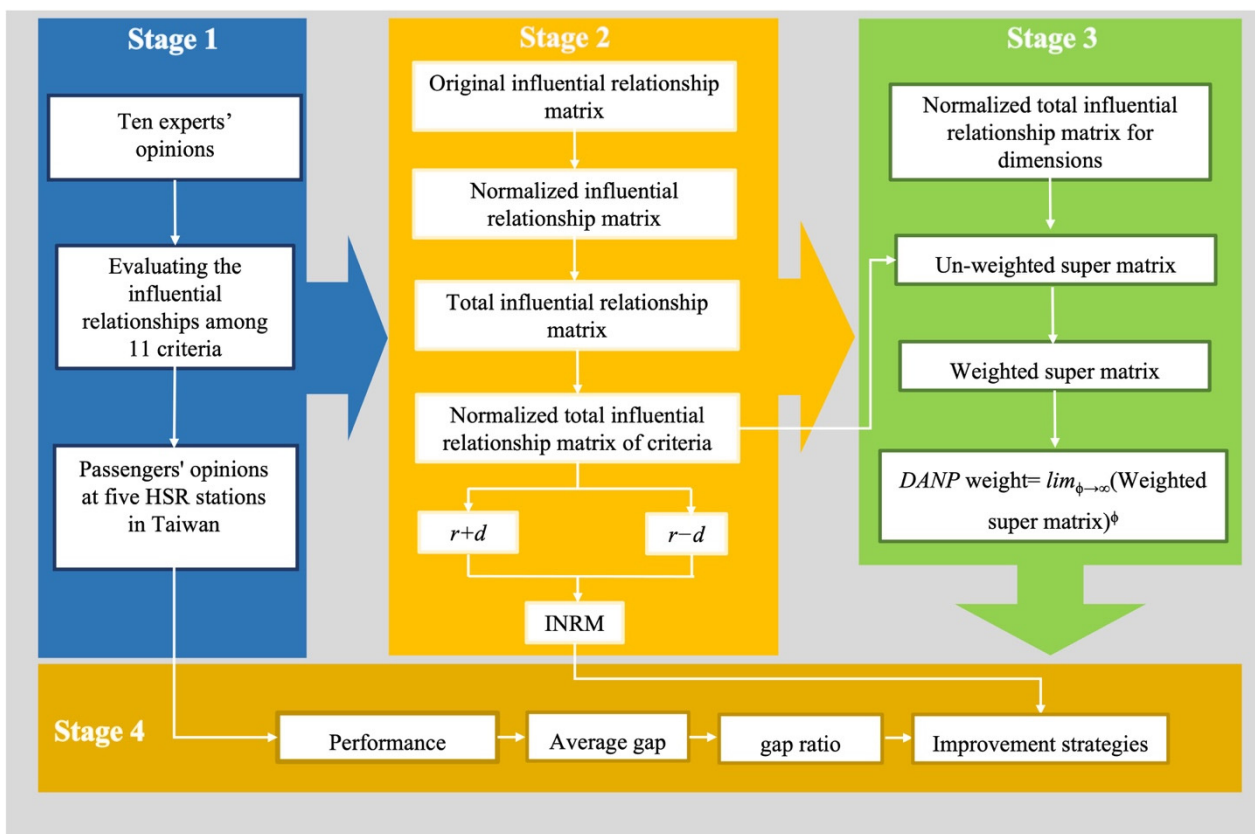 Stage 1
Ten experts’
opinions
Evaluating the
influential
relationships among
11 criteria
Passengers' opinions
at five HSR stations
in Taiwan
Stage 2
Original influential relationship
matrix
Normalized influential
relationship matrix
Total influential relationship
matrix
Normalized total influential
relationship matrix of criteria
r+d
r−d
INRM
Stage 3
Normalized total influential
relationship matrix for
dimensions
Un-weighted super matrix
Weighted super matrix
DANP weight= lim_ϕ→∞(Weighted
super matrix)^ϕ
Stage 4
Performance
Average gap
gap ratio
Improvement strategies